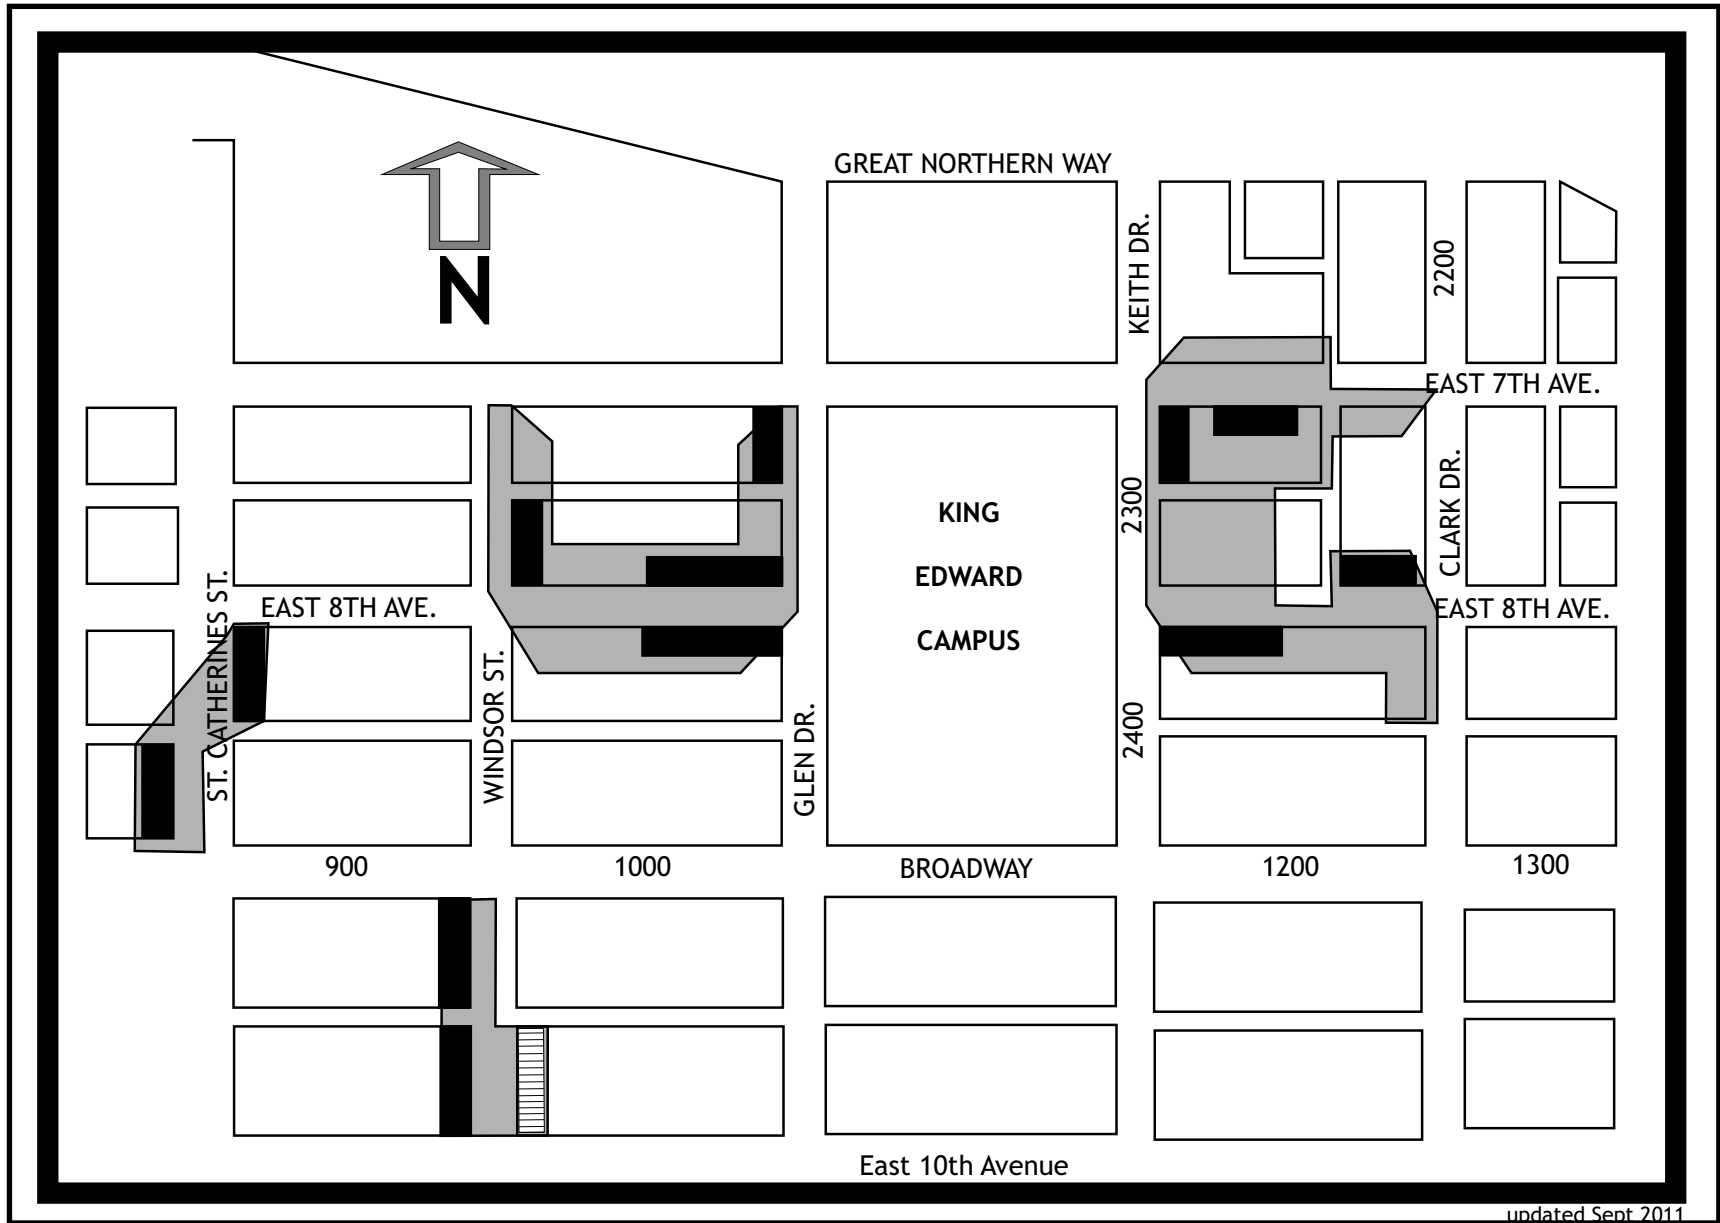 GREAT NORTHERN WAY
N
KEITH DR.
2200
EAST 7TH AVE.
KING
EDWARD
CAMPUS
2300
CLARK DR.
ST. CATHERINES ST.
EAST 8TH AVE.
EAST 8TH AVE.
WINDSOR ST.
GLEN DR.
2400
900
1000
BROADWAY
1200
1300
East 10th Avenue
updated Sept 2011